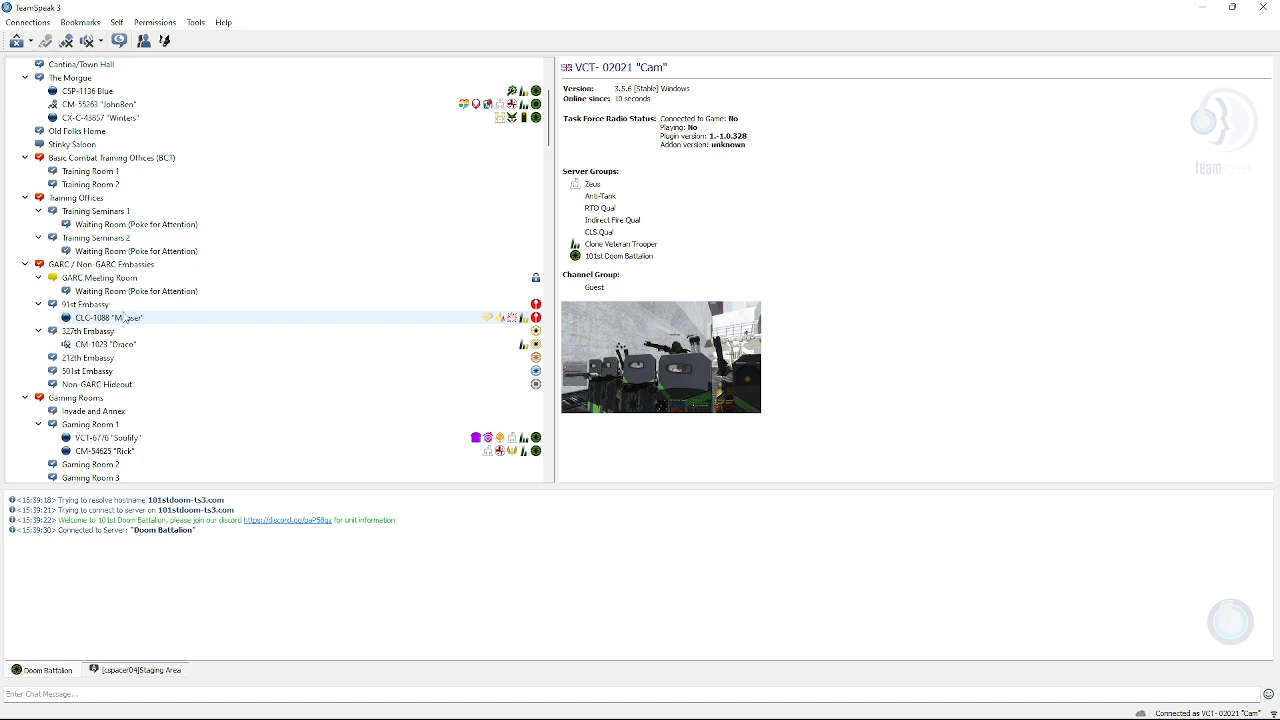 TeamSpeak 3
Connections Bookmarks Self Permissions Tools Help
Cantina/Town Hall
The Morgue
CSP-1136 Blue
CM-55263 "JohnBen"
CX-C-43857 "Winters"
Old Folks Home
Stinky Saloon
Basic Combat Training Offices (BCT)
Training Room 1
Training Room 2
Training Offices
Training Seminars 1
Waiting Room (Poke for Attention)
Training Seminars 2
Waiting Room (Poke for Attention)
GARC / Non-GARC Embassies
GARC Meeting Room
Waiting Room (Poke for Attention)
91st Embassy
CLC-1088
327th Embassy
CM-1023 "Draco"
212th Embassy
501st Embassy
Non-GARC Hideout
Gaming Rooms
Invade and Annex
Gaming Room 1
VCT-6776 "Soulify"
CM-54625 "Rick"
Gaming Room 2
Gaming Room 3
VCT- 02021 "Cam"
Version: 3.5.6 [Stable] Windows
Online since: 10 seconds
Task Force Radio Status: Connected to Game: No
Playing: No
Plugin version: 1.-1.0.328
Addon version: unknown
Server Groups:
Zeus
Anti-Tank
RTO Qual
Indirect Fire Qual
CLS Qual
Clone Veteran Trooper
101st Doom Battalion
Channel Group:
Guest
teamspeak
<15:39:18> Trying to resolve hostname 101stdoom-ts3.com
<15:39:21> Trying to connect to server on 101stdoom-ts3.com
<15:39:22> Welcome to 101st Doom Battalion, please join our discord https://discord.gg/paP58gz for unit information
<15:39:30> Connected to Server: "Doom Battalion"
Doom Battalion
[cspacer04]Staging Area
Enter Chat Message...
Connected as VCT- 02021 "Cam"